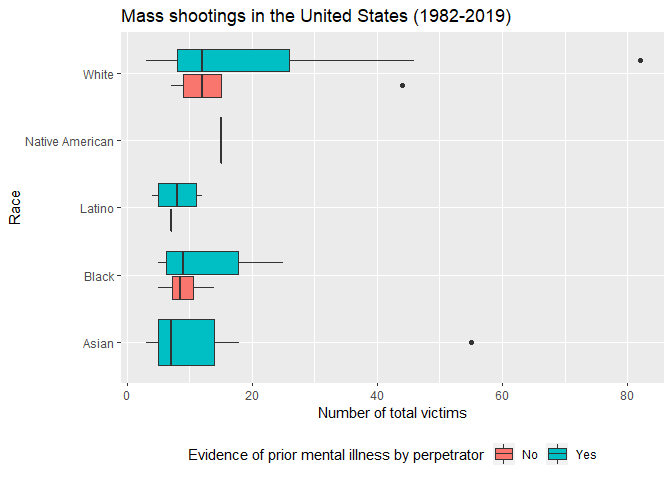 Mass shootings in the United States (1982-2019)
White
Native American
Latino
Black
Asian
Race
0 20 40 60 80
Number of total victims
Evidence of prior mental illness by perpetrator No Yes